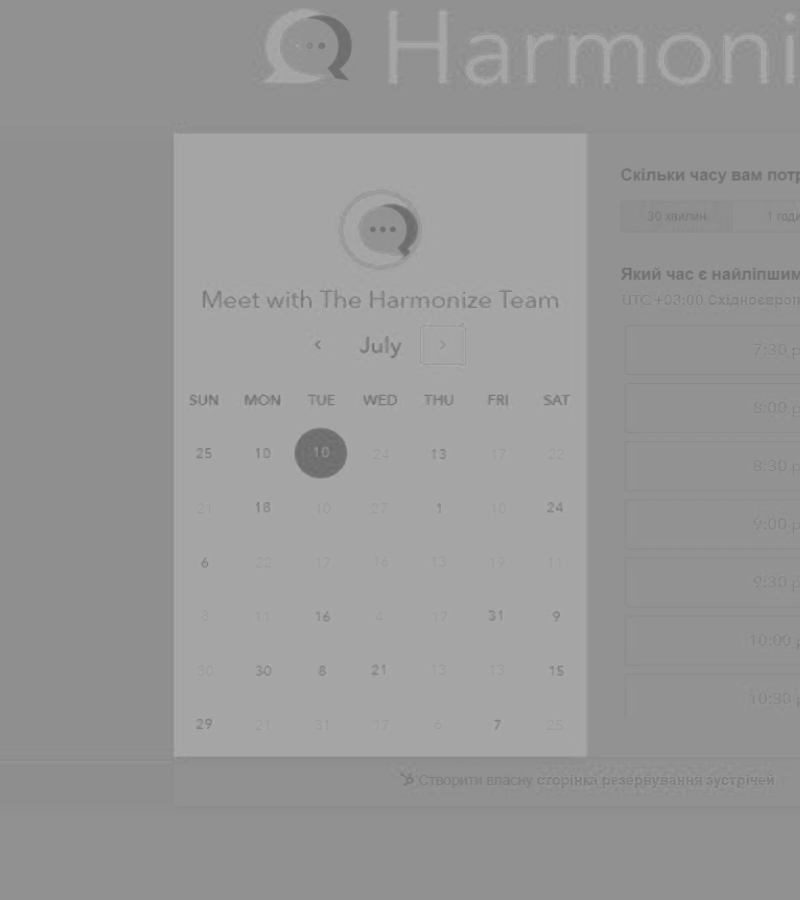 Harmoni
Meet with The Harmonize Team
July
SUN MON TUE WED THU FRI SAT
25 10 10 24 13 17 22
21 18 10 27 1 10 24
6 22 17 16 13 19 11
8 11 16 4 17 31 9
30 30 8 21 13 13 15
29 21 31 17 6 7 25
Скільки часу вам потр
30 хвилин 1 годи
Який час є найліпшим
UTC +03:00 Східноєвроп
7:30 р
8:00 р
8:30 р
9:00 р
9:30 р
10:00 р
10:30 р
Створити власну сторінка резервування зустрічей